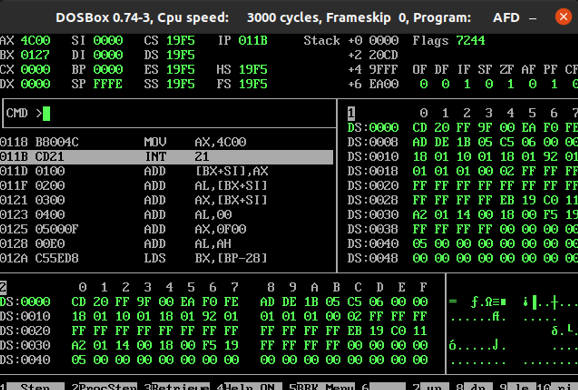 DOSBox 0.74-3, Cpu speed: 3000 cycles, Frameskip 0, Program: AFD
AX 4C00 SI 0000 CS 19F5 IP 011B Stack +0 0000 Flags 7244
BX 0127 DI 0000 DS 19F5 +2 20CD
CX 0000 BP 0000 ES 19F5 HS 19F5 +4 9FFF OF DF IF SF ZF AF PF CF
DX 0000 SP FFFE SS 19F5 FS 19F5 +6 EA00 0 0 1 0 1 0 1 0
CMD >
1 0 1 2 3 4 5 6 7
DS:0000 CD 20 FF 9F 00 EA F0 FE
0118 B8004C MOV AX,4C00 DS:0008 AD DE 1B 05 C5 06 00 00
011B CD21 INT 21 DS:0010 18 01 10 01 18 01 92 01
011D 0100 ADD [BX+SI],AX DS:0018 01 01 01 00 02 FF FF FF
011F 0200 ADD AL,[BX+SI] DS:0020 FF FF FF FF FF FF FF FF
0121 0300 ADD AX,[BX+SI] DS:0028 FF FF FF FF EB 19 C0 11
0123 0400 ADD AL,00 DS:0030 A2 01 14 00 18 00 F5 19
0125 05000F ADD AX,0F00 DS:0038 FF FF FF FF 00 00 00 00
0128 00E0 ADD AL,AH DS:0040 05 00 00 00 00 00 00 00
012A C55ED8 LDS BX,[BP-28] DS:0048 00 00 00 00 00 00 00 00
2 0 1 2 3 4 5 6 7 8 9 A B C D E F
DS:0000 CD 20 FF 9F 00 EA F0 FE AD DE 1B 05 C5 06 00 00
DS:0010 18 01 10 01 18 01 92 01 01 01 01 00 02 FF FF FF
DS:0020 FF FF FF FF FF FF FF FF FF FF FF FF EB 19 C0 11
DS:0030 A2 01 14 00 18 00 F5 19 FF FF FF FF 00 00 00 00
DS:0040 05 00 00 00 00 00 00 00 00 00 00 00 00 00 00 00
1 Step 2 ProcStep 3 Retrieve 4 Help ON 5 BRK Menu 6 7 up 8 dn 9 le